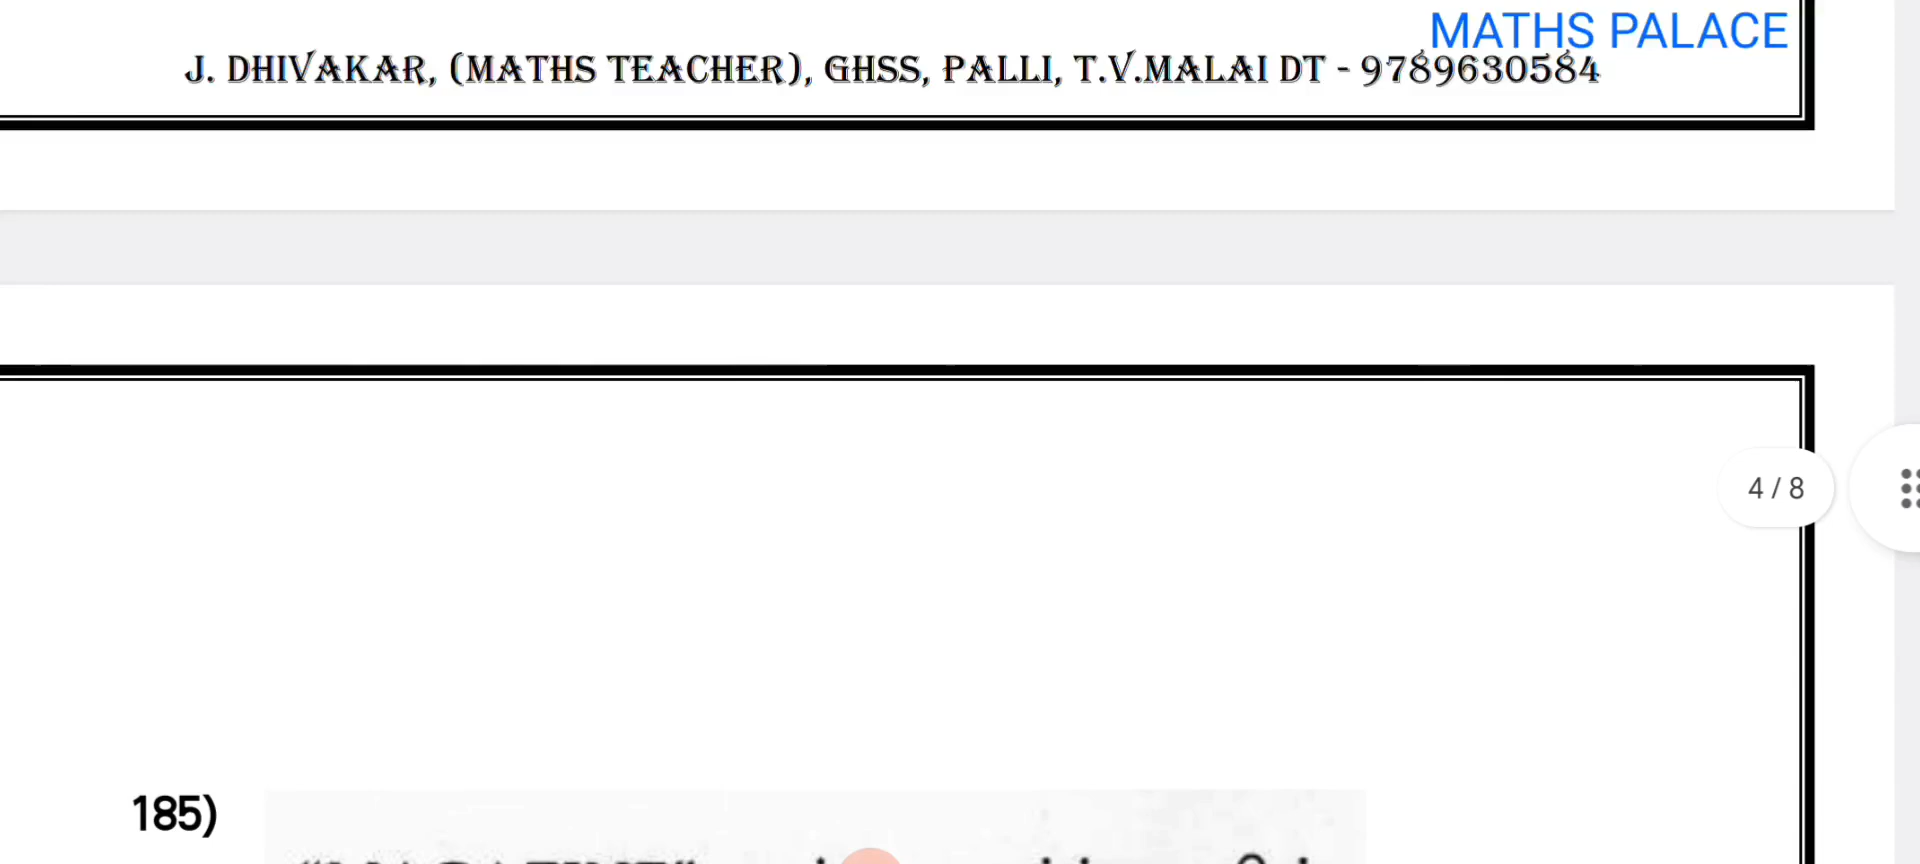 MATHS PALACE
J. DHIVAKAR, (MATHS TEACHER), GHSS, PALLI, T.V.MALAI DT - 9789630584
4 / 8
185)